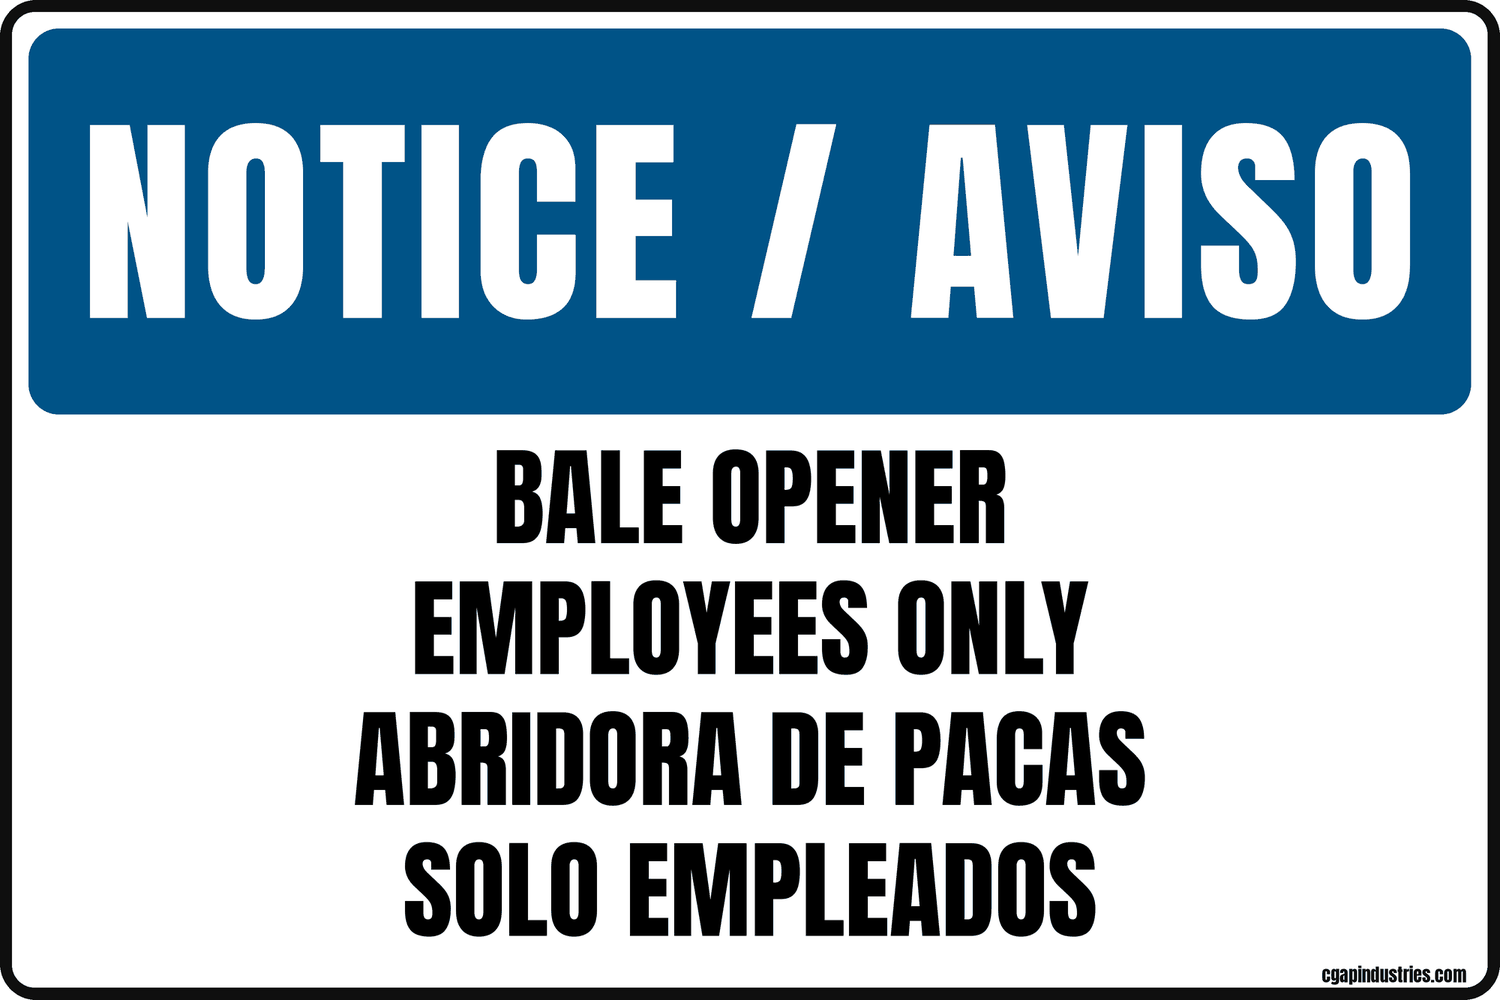 NOTICE / AVISO
BALE OPENER
EMPLOYEES ONLY
ABRIDORA DE PACAS
SOLO EMPLEADOS
cgapindustries.com